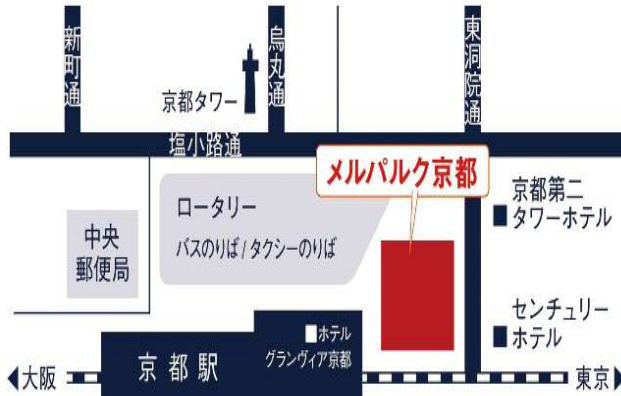 新町通
烏丸通
東洞院通
京都タワー
塩小路通
メルパルク京都
ロータリー
バスのりば / タクシーのりば
中央
郵便局
京都第二
タワーホテル
センチュリー
ホテル
ホテル
グランヴィア京都
京都駅
大阪
東京